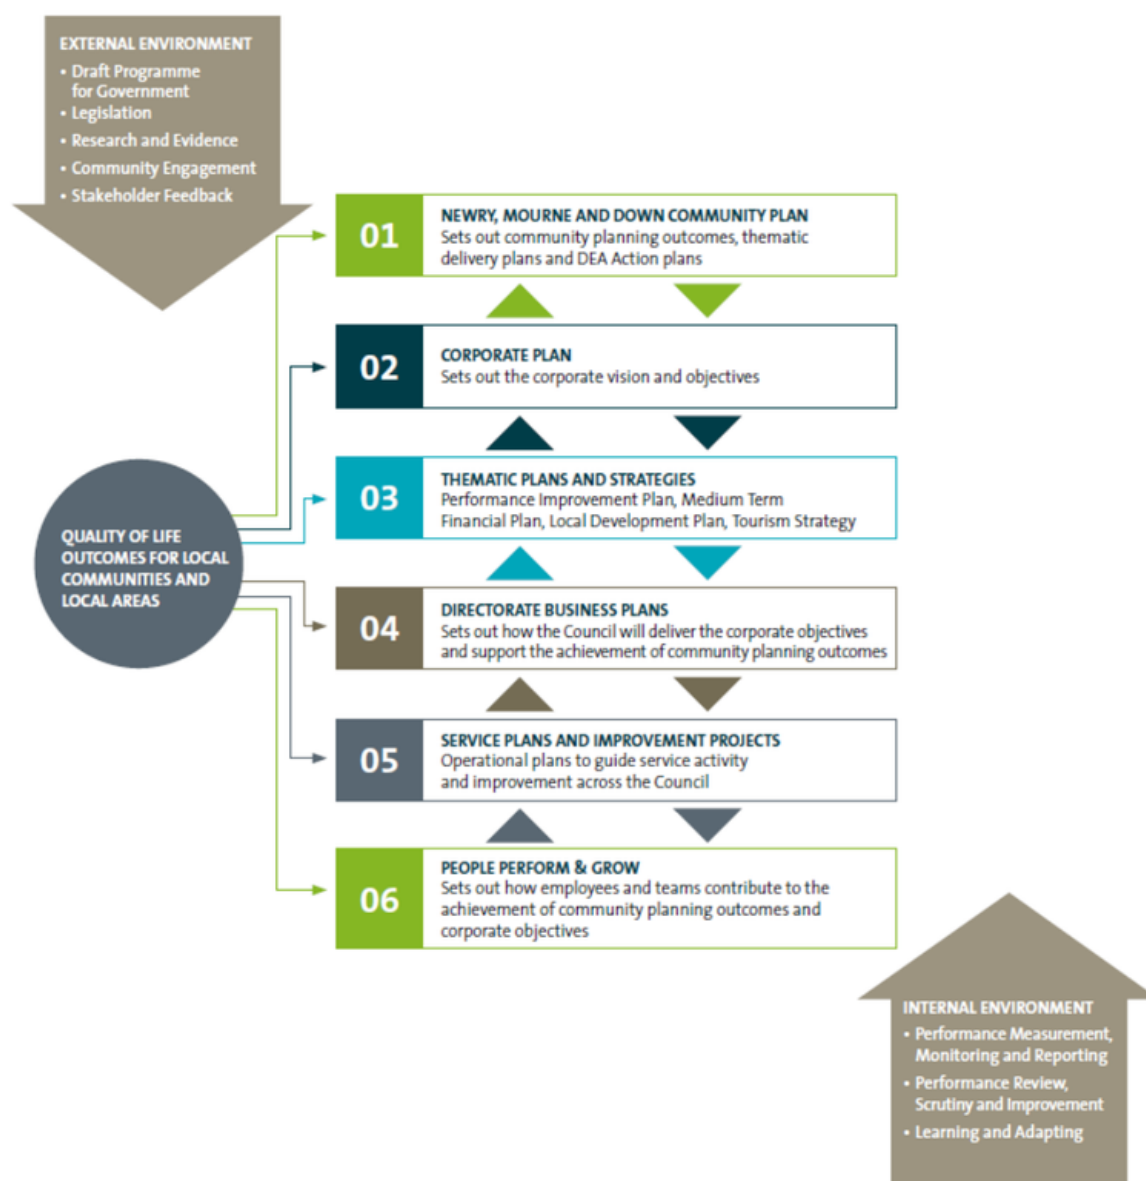 EXTERNAL ENVIRONMENT
• Draft Programme
for Government
• Legislation
• Research and Evidence
• Community Engagement
• Stakeholder Feedback
01
NEWRY, MOURNE AND DOWN COMMUNITY PLAN
Sets out community planning outcomes, thematic
delivery plans and DEA Action plans
02
CORPORATE PLAN
Sets out the corporate vision and objectives
03
THEMATIC PLANS AND STRATEGIES
Performance Improvement Plan, Medium Term
Financial Plan, Local Development Plan, Tourism Strategy
QUALITY OF LIFE
OUTCOMES FOR LOCAL
COMMUNITIES AND
LOCAL AREAS
04
DIRECTORATE BUSINESS PLANS
Sets out how the Council will deliver the corporate objectives
and support the achievement of community planning outcomes
05
SERVICE PLANS AND IMPROVEMENT PROJECTS
Operational plans to guide service activity
and improvement across the Council
06
PEOPLE PERFORM & GROW
Sets out how employees and teams contribute to the
achievement of community planning outcomes and
corporate objectives
INTERNAL ENVIRONMENT
• Performance Measurement,
Monitoring and Reporting
• Performance Review,
Scrutiny and Improvement
• Learning and Adapting